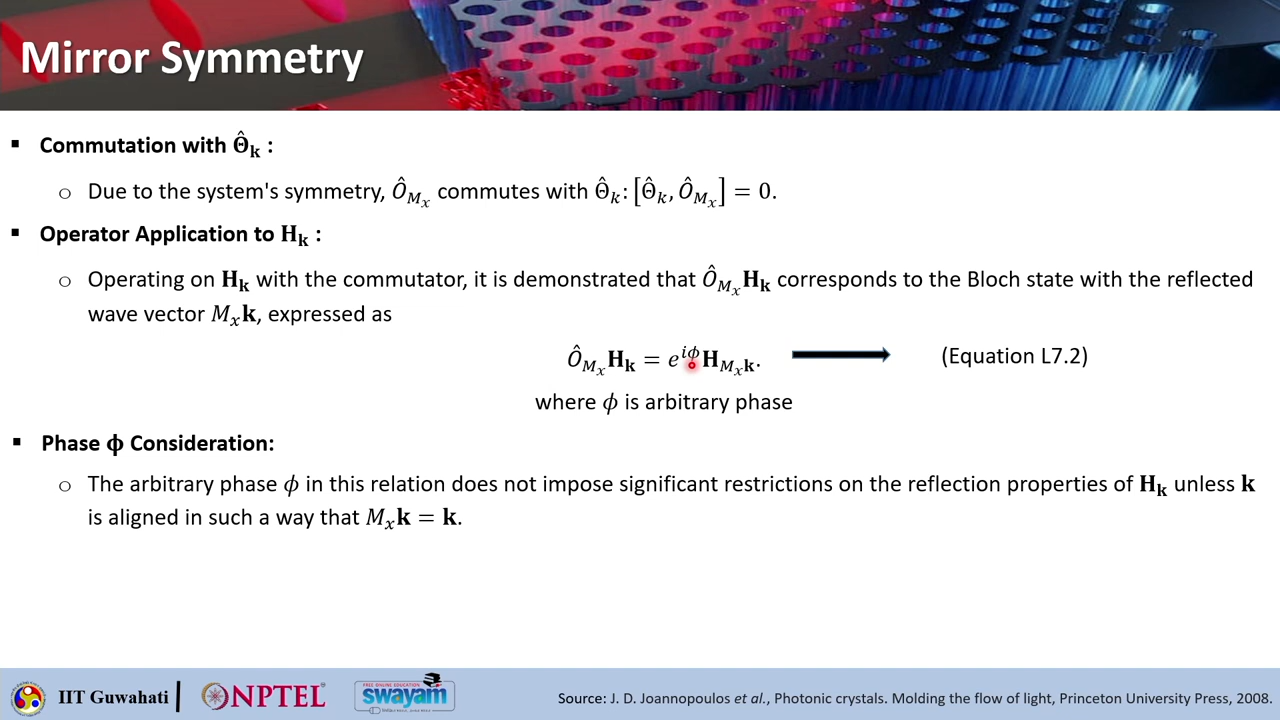 Mirror Symmetry
▪ Commutation with Θ̂𝐤 :
o Due to the system's symmetry, Ô_{M_x} commutes with Θ̂_k: [Θ̂_k, Ô_{M_x}] = 0.
▪ Operator Application to H𝐤 :
o Operating on H𝐤 with the commutator, it is demonstrated that Ô_{M_x}H𝐤 corresponds to the Bloch state with the reflected
wave vector M_x𝐤, expressed as
Ô_{M_x}H𝐤 = e^{iϕ}H_{M_x𝐤}. (Equation L7.2)
where ϕ is arbitrary phase
▪ Phase ϕ Consideration:
o The arbitrary phase ϕ in this relation does not impose significant restrictions on the reflection properties of H𝐤 unless 𝐤
is aligned in such a way that M_x𝐤 = 𝐤.
IIT Guwahati NPTEL FREE ONLINE EDUCATION swayam Source: J. D. Joannopoulos et al., Photonic crystals. Molding the flow of light, Princeton University Press, 2008.